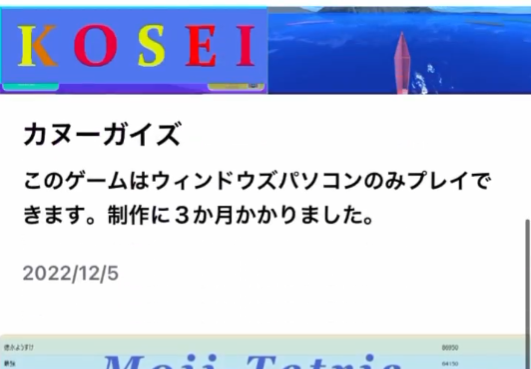 KOSEI
カヌーガイズ
このゲームはウィンドウズパソコンのみプレイで
きます。制作に３か月かかりました。
2022/12/5
Moji Tetris